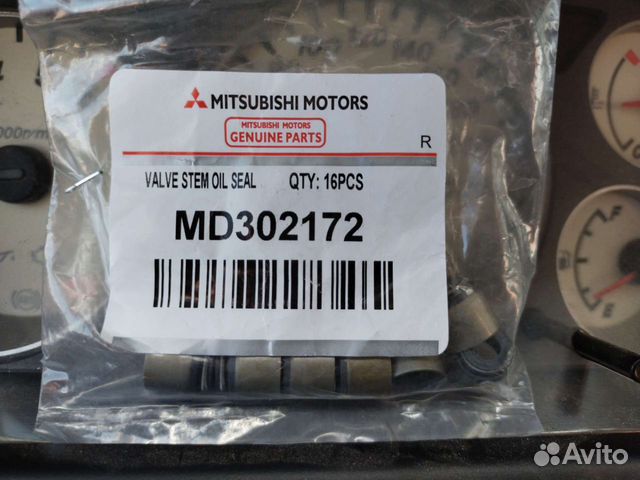 MITSUBISHI MOTORS
MITSUBISHI MOTORS
GENUINE PARTS
R
VALVE STEM OIL SEAL QTY: 16PCS
MD302172
Avito